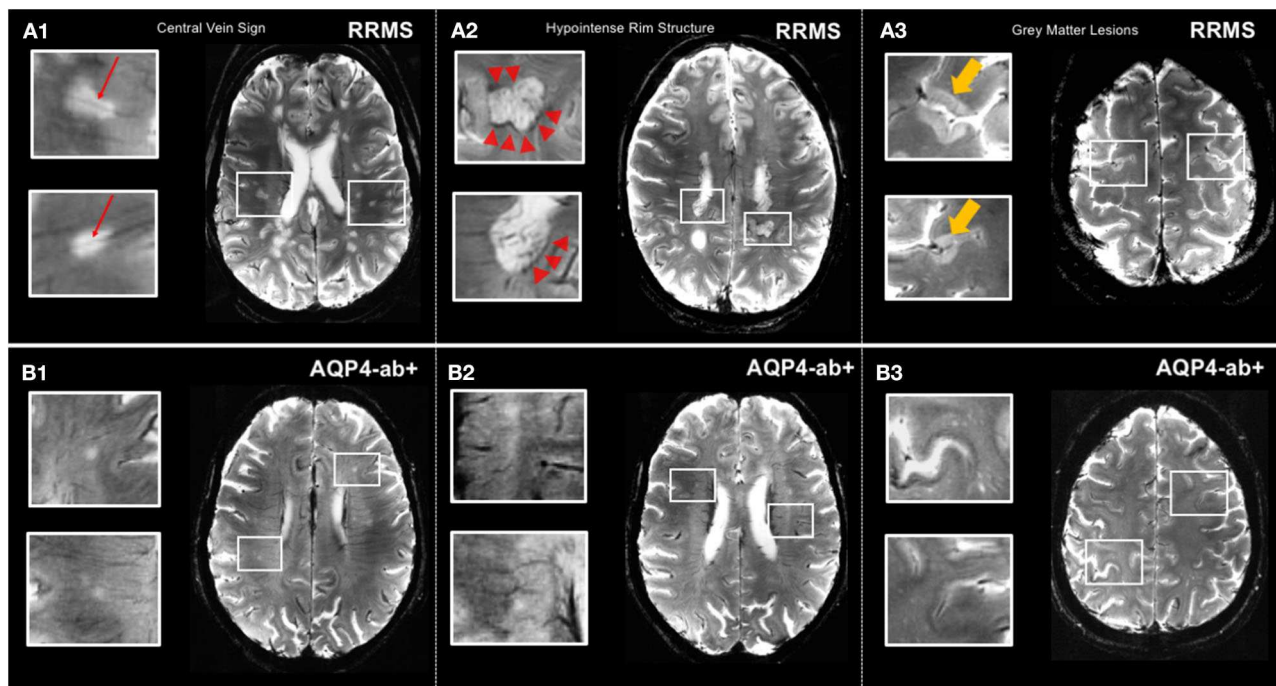 A1 Central Vein Sign RRMS
A2 Hypointense Rim Structure RRMS
A3 Grey Matter Lesions RRMS
B1 AQP4-ab+
B2 AQP4-ab+
B3 AQP4-ab+